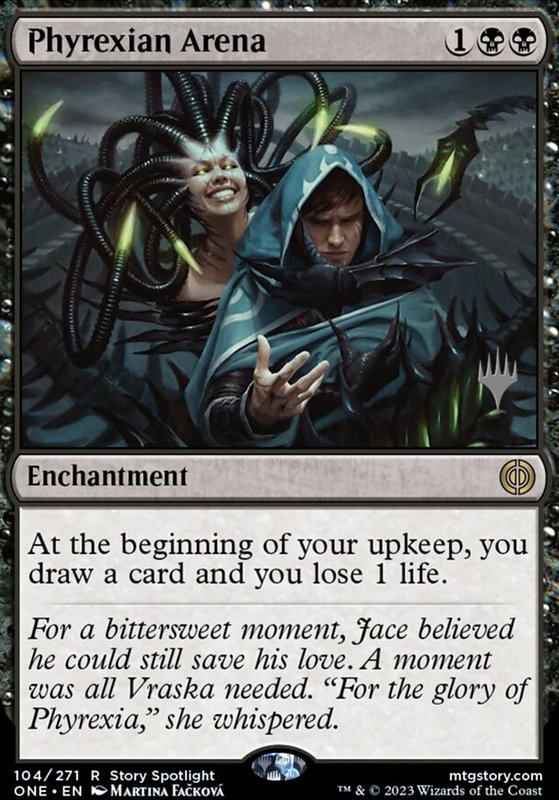 Phyrexian Arena 1
Enchantment
At the beginning of your upkeep, you
draw a card and you lose 1 life.
For a bittersweet moment, Jace believed
he could still save his love. A moment
was all Vraska needed. “For the glory of
Phyrexia,” she whispered.
104/271 R Story Spotlight
mtgstory.com
ONE • EN Martina Fačková
™ & © 2023 Wizards of the Coast